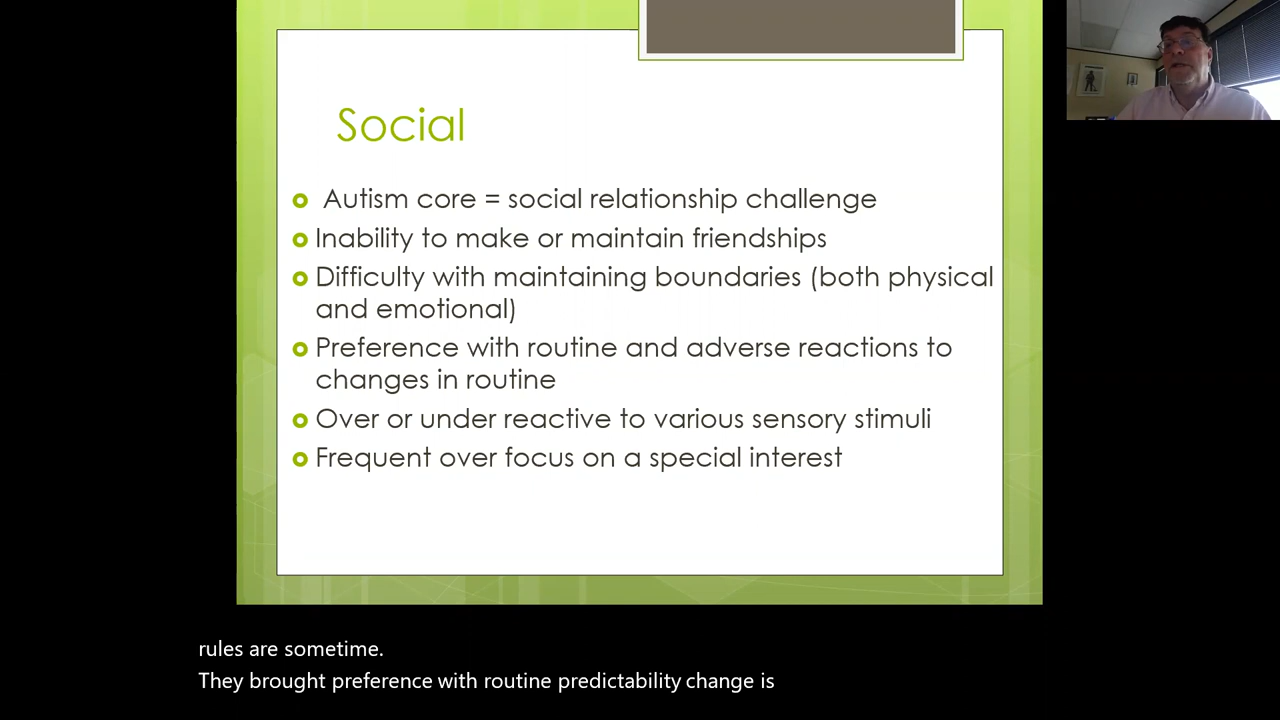 Social
Autism core = social relationship challenge
Inability to make or maintain friendships
Difficulty with maintaining boundaries (both physical
and emotional)
Preference with routine and adverse reactions to
changes in routine
Over or under reactive to various sensory stimuli
Frequent over focus on a special interest
rules are sometime.
They brought preference with routine predictability change is